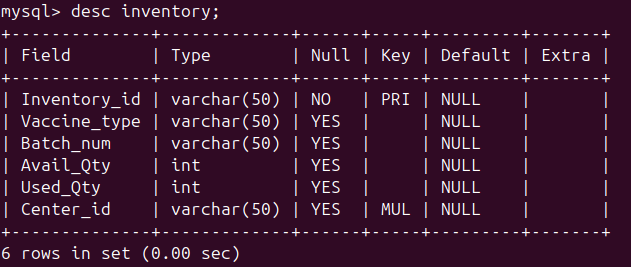 mysql> desc inventory;
+--------------+-------------+------+-----+---------+-------+
| Field        | Type        | Null | Key | Default | Extra |
+--------------+-------------+------+-----+---------+-------+
| Inventory_id | varchar(50) | NO   | PRI | NULL    |       |
| Vaccine_type | varchar(50) | YES  |     | NULL    |       |
| Batch_num    | varchar(50) | YES  |     | NULL    |       |
| Avail_Qty    | int         | YES  |     | NULL    |       |
| Used_Qty     | int         | YES  |     | NULL    |       |
| Center_id    | varchar(50) | YES  | MUL | NULL    |       |
+--------------+-------------+------+-----+---------+-------+
6 rows in set (0.00 sec)